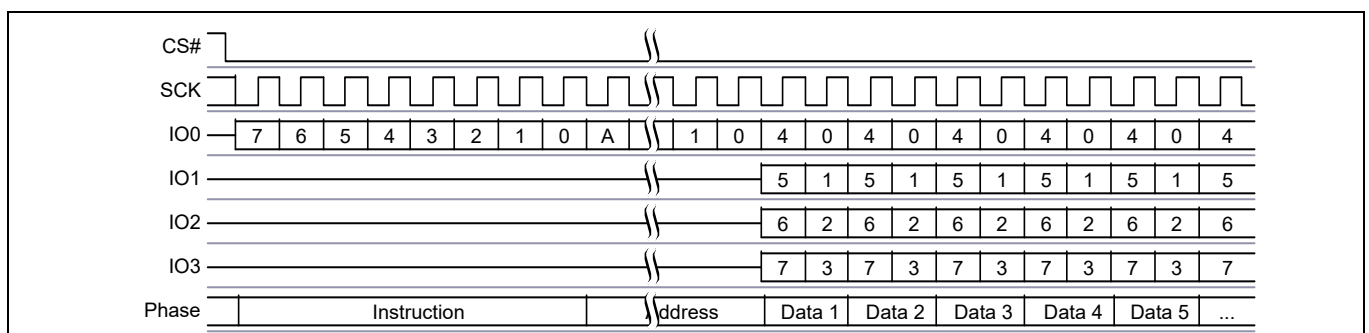 CS#
SCK
IO0 7 6 5 4 3 2 1 0 A 1 0 4 0 4 0 4 0 4 0 4 0 4
IO1 5 1 5 1 5 1 5 1 5 1 5
IO2 6 2 6 2 6 2 6 2 6 2 6
IO3 7 3 7 3 7 3 7 3 7 3 7
Phase Instruction Address Data 1 Data 2 Data 3 Data 4 Data 5 ...